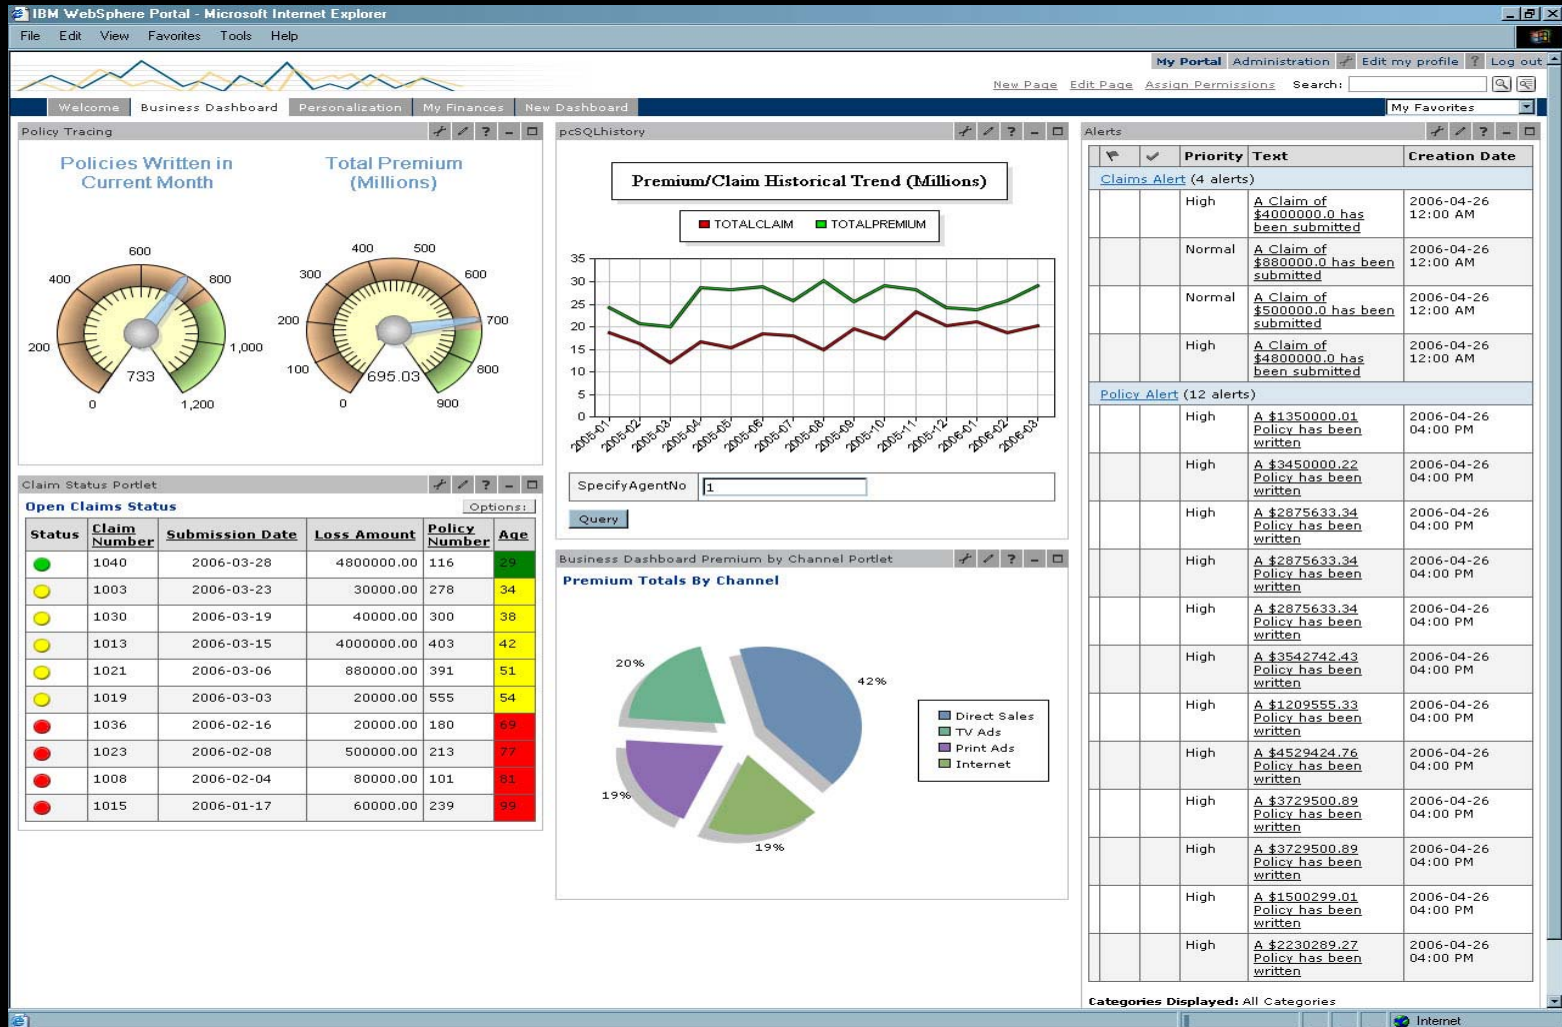 IBM WebSphere Portal - Microsoft Internet Explorer
File Edit View Favorites Tools Help
My Portal Administration Edit my profile ? Log out
New Page Edit Page Assign Permissions Search:
Welcome Business Dashboard Personalization My Finances New Dashboard My Favorites
Policy Tracing
Policies Written in
Current Month
Total Premium
(Millions)
0
200
400
600
800
1,000
1,200
733
0
100
200
300
400
500
600
700
800
900
695.03
Claim Status Portlet
Open Claims Status Options:
Status Claim Number Submission Date Loss Amount Policy Number Age
1040 2006-03-28 4800000.00 116 29
1003 2006-03-23 30000.00 278 34
1030 2006-03-19 40000.00 300 38
1013 2006-03-15 4000000.00 403 42
1021 2006-03-06 880000.00 391 51
1019 2006-03-03 20000.00 555 54
1036 2006-02-16 20000.00 180 69
1023 2006-02-08 500000.00 213 77
1008 2006-02-04 80000.00 101 81
1015 2006-01-17 60000.00 239 99
pcSQLhistory
Premium/Claim Historical Trend (Millions)
TOTALCLAIM TOTALPREMIUM
35
30
25
20
15
10
5
0
2005-01 2005-02 2005-03 2005-04 2005-05 2005-06 2005-07 2005-08 2005-09 2005-10 2005-11 2005-12 2006-01 2006-02 2006-03
SpecifyAgentNo 1
Query
Business Dashboard Premium by Channel Portlet
Premium Totals By Channel
20%
42%
19%
19%
Direct Sales
TV Ads
Print Ads
Internet
Alerts
Priority Text Creation Date
Claims Alert (4 alerts)
High A Claim of 2006-04-26
$4000000.0 has 12:00 AM
been submitted
Normal A Claim of 2006-04-26
$880000.0 has been 12:00 AM
submitted
Normal A Claim of 2006-04-26
$500000.0 has been 12:00 AM
submitted
High A Claim of 2006-04-26
$4800000.0 has 12:00 AM
been submitted
Policy Alert (12 alerts)
High A $1350000.01 2006-04-26
Policy has been 04:00 PM
written
High A $3450000.22 2006-04-26
Policy has been 04:00 PM
written
High A $2875633.34 2006-04-26
Policy has been 04:00 PM
written
High A $2875633.34 2006-04-26
Policy has been 04:00 PM
written
High A $2875633.34 2006-04-26
Policy has been 04:00 PM
written
High A $3542742.43 2006-04-26
Policy has been 04:00 PM
written
High A $1209555.33 2006-04-26
Policy has been 04:00 PM
written
High A $4529424.76 2006-04-26
Policy has been 04:00 PM
written
High A $3729500.89 2006-04-26
Policy has been 04:00 PM
written
High A $3729500.89 2006-04-26
Policy has been 04:00 PM
written
High A $1500299.01 2006-04-26
Policy has been 04:00 PM
written
High A $2230289.27 2006-04-26
Policy has been 04:00 PM
written
Categories Displayed: All Categories
Internet